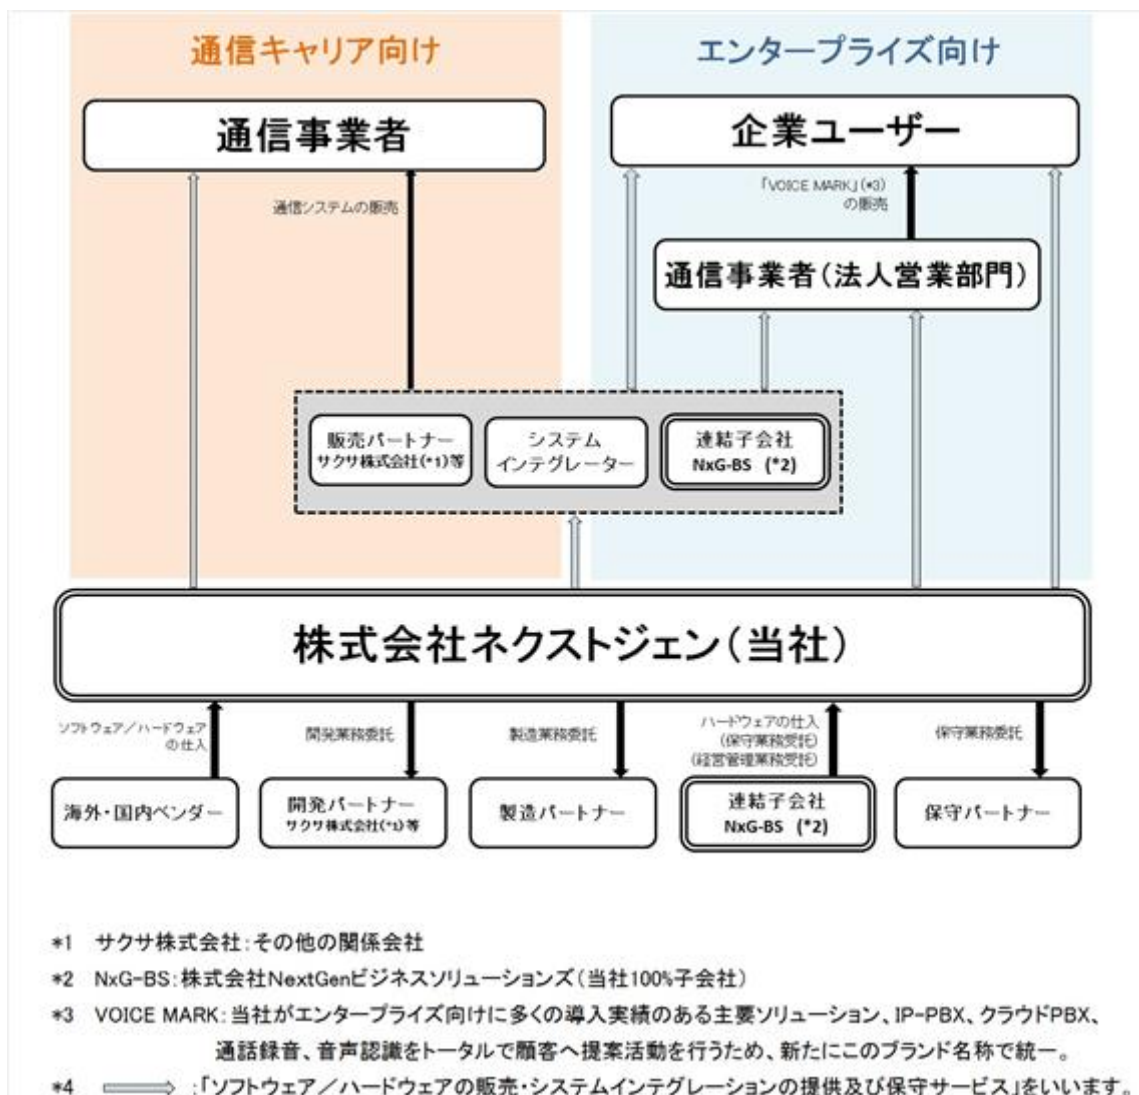 通信キャリア向け
エンタープライズ向け
通信事業者
企業ユーザー
通信システムの販売
「VOICE MARK」(*3)
の販売
通信事業者(法人営業部門)
販売パートナー
サクサ株式会社(*1)等
システム
インテグレーター
連結子会社
NxG-BS (*2)
株式会社ネクストジェン(当社)
ソフトウェア/ハードウェア
の仕入
開発業務委託
製造業務委託
ハードウェアの仕入
(保守業務受託)
(経営管理業務受託)
保守業務委託
海外・国内ベンダー
開発パートナー
サクサ株式会社(*1)等
製造パートナー
連結子会社
NxG-BS (*2)
保守パートナー
*1 サクサ株式会社:その他の関係会社
*2 NxG-BS:株式会社NextGenビジネスソリューションズ(当社100%子会社)
*3 VOICE MARK:当社がエンタープライズ向けに多くの導入実績のある主要ソリューション、IP-PBX、クラウドPBX、
通話録音、音声認識をトータルで顧客へ提案活動を行うため、新たにこのブランド名称で統一。
*4 :「ソフトウェア/ハードウェアの販売・システムインテグレーションの提供及び保守サービス」をいいます。